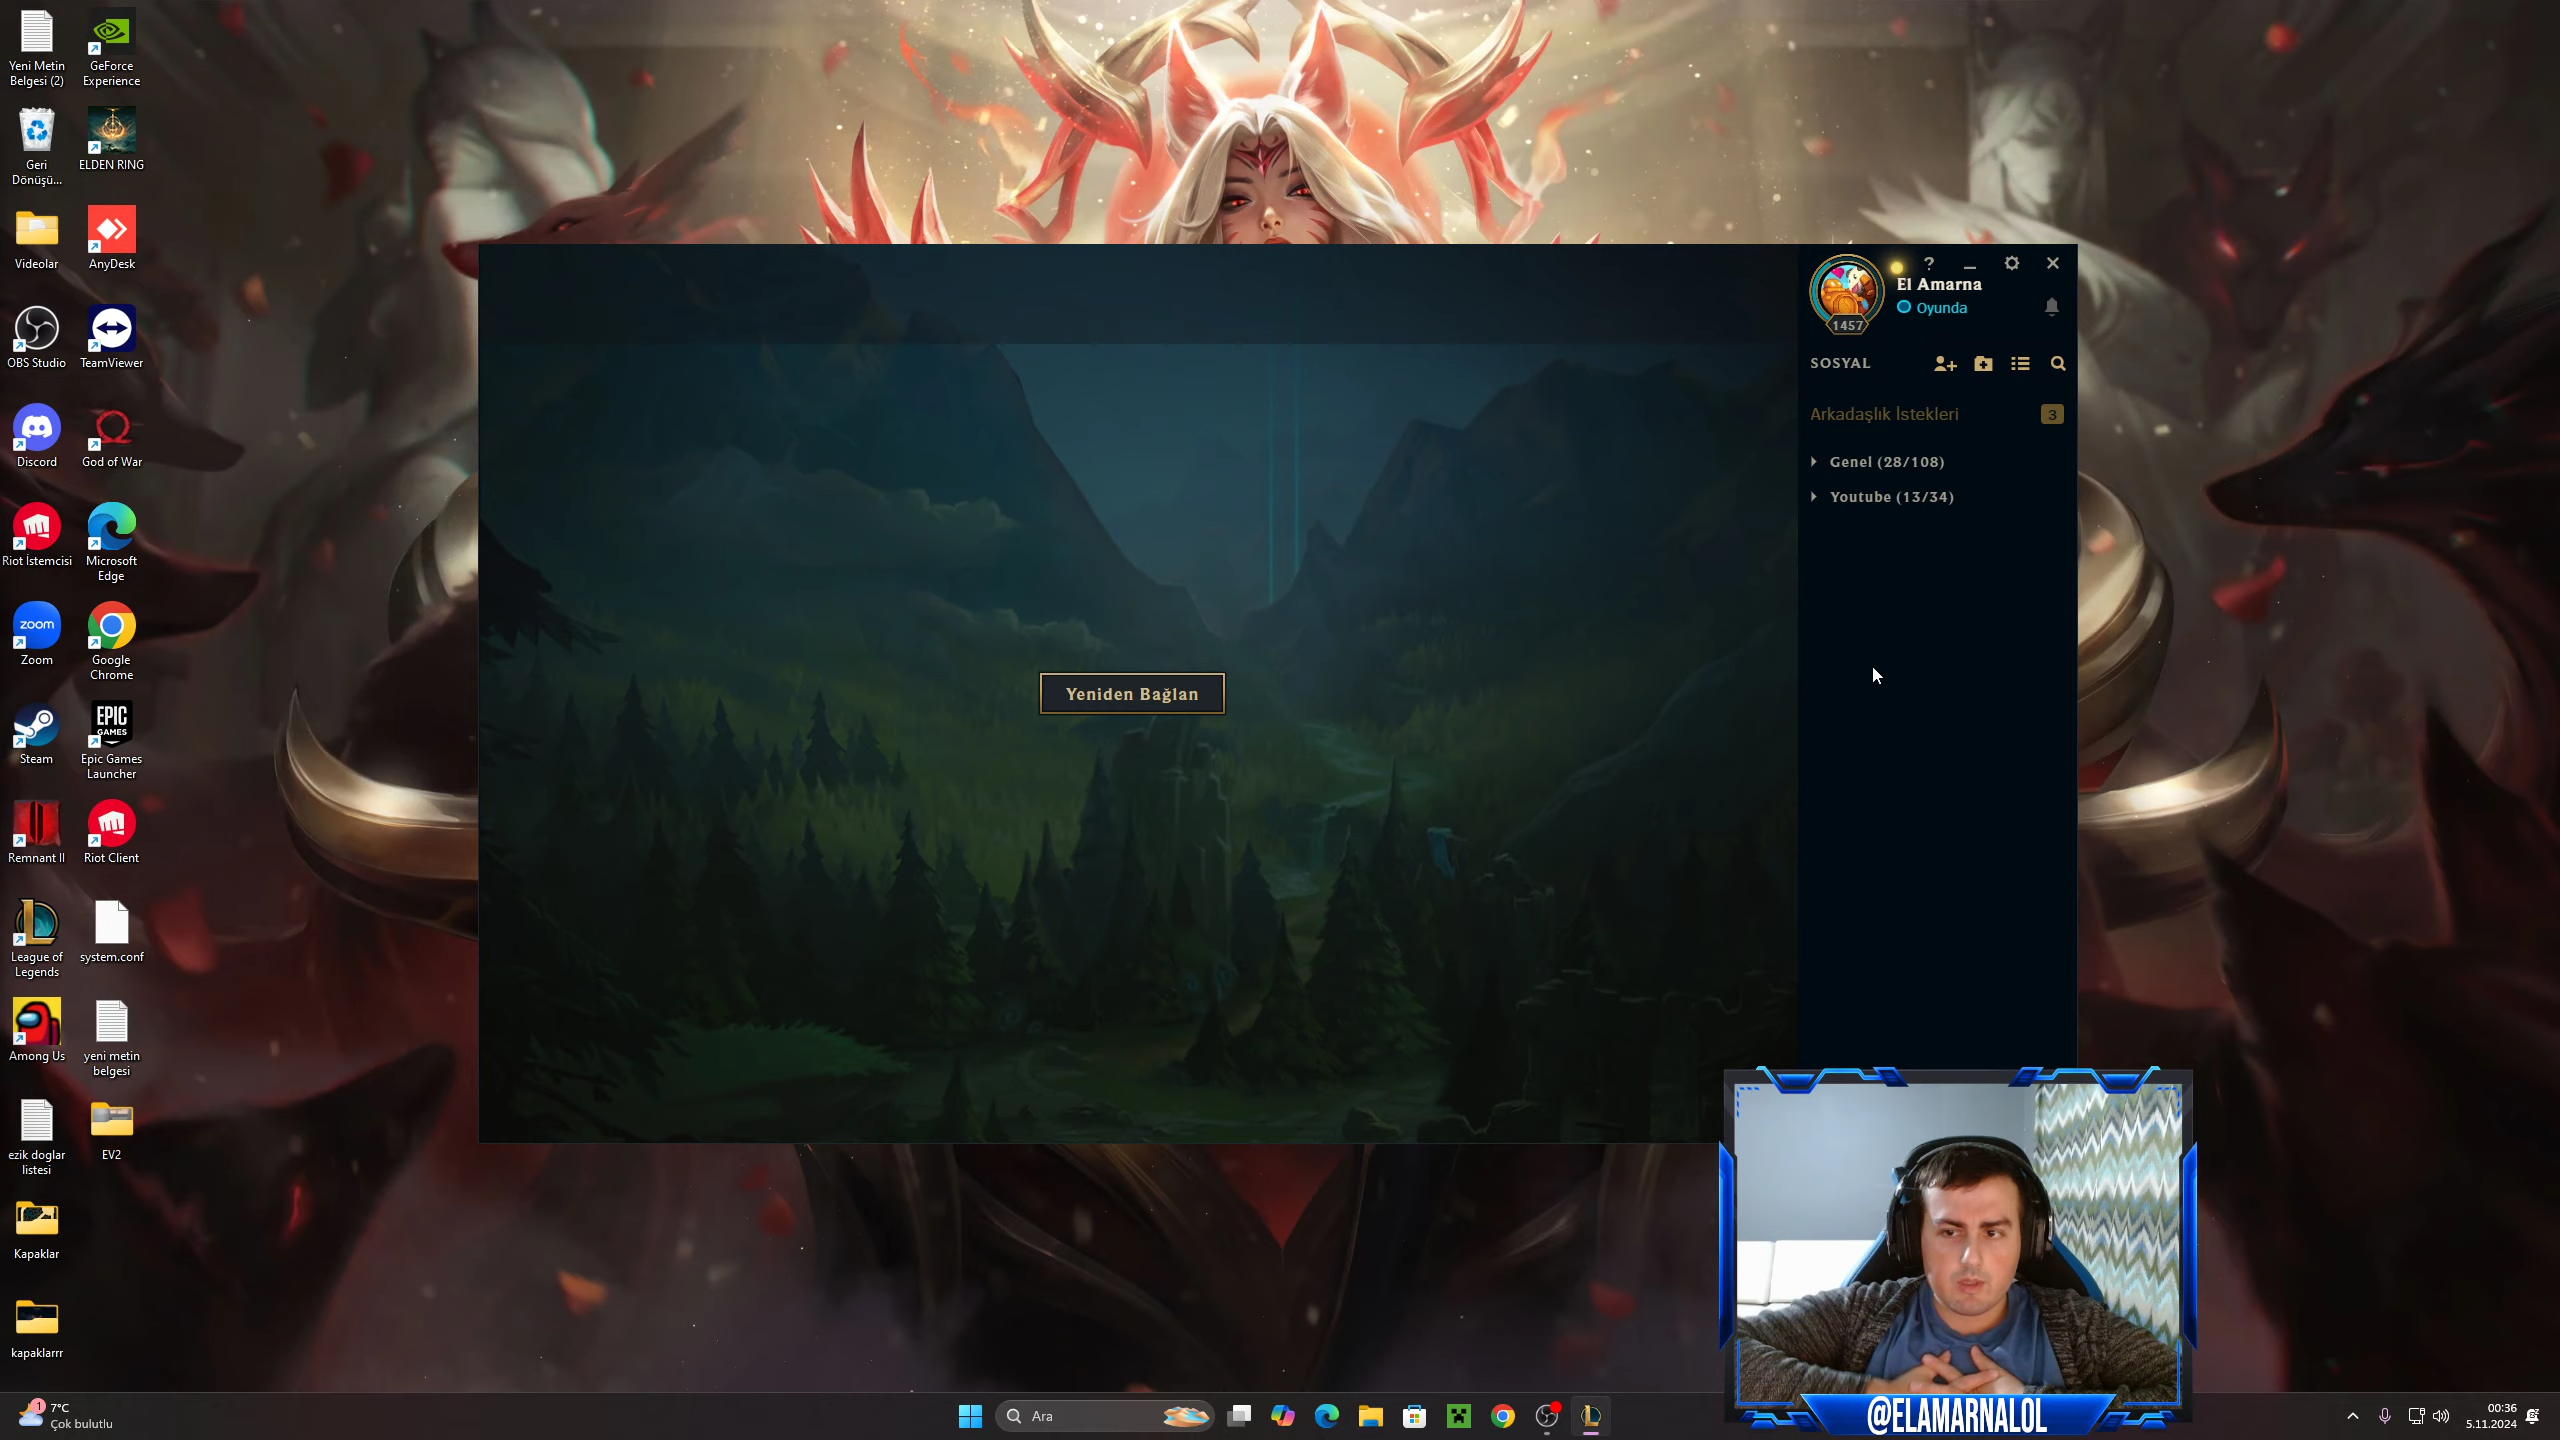 Yeni Metin
Belgesi (2)
GeForce
Experience
Geri
Dönüşü...
ELDEN RING
Videolar
AnyDesk
OBS Studio
TeamViewer
Discord
God of War
Riot İstemcisi
Microsoft
Edge
zoom
Zoom
Google
Chrome
Steam
EPIC
GAMES
Epic Games
Launcher
Remnant II
Riot Client
League of
Legends
system.conf
Among Us
yeni metin
belgesi
ezik doglar
listesi
EV2
Kapaklar
kapaklarrr
?
El Amarna
Oyunda
1457
SOSYAL
Arkadaşlık İstekleri
3
Genel (28/108)
Youtube (13/34)
Yeniden Bağlan
@ELAMARNALOL
1
7°C
Çok bulutlu
Ara
00:36
5.11.2024